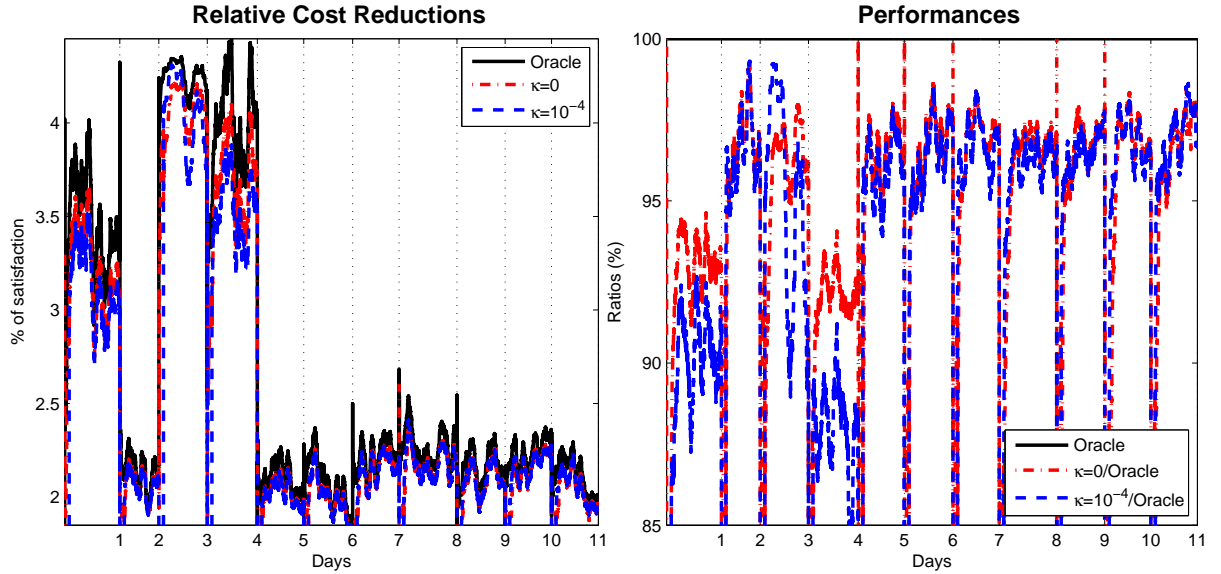 Relative Cost Reductions
Oracle
κ=0
κ=10⁻⁴
% of satisfaction
4
3.5
3
2.5
2
1 2 3 4 5 6 7 8 9 10 11
Days
Performances
100
95
90
85
Ratios (%)
Oracle
κ=0/Oracle
κ=10⁻⁴/Oracle
1 2 3 4 5 6 7 8 9 10 11
Days